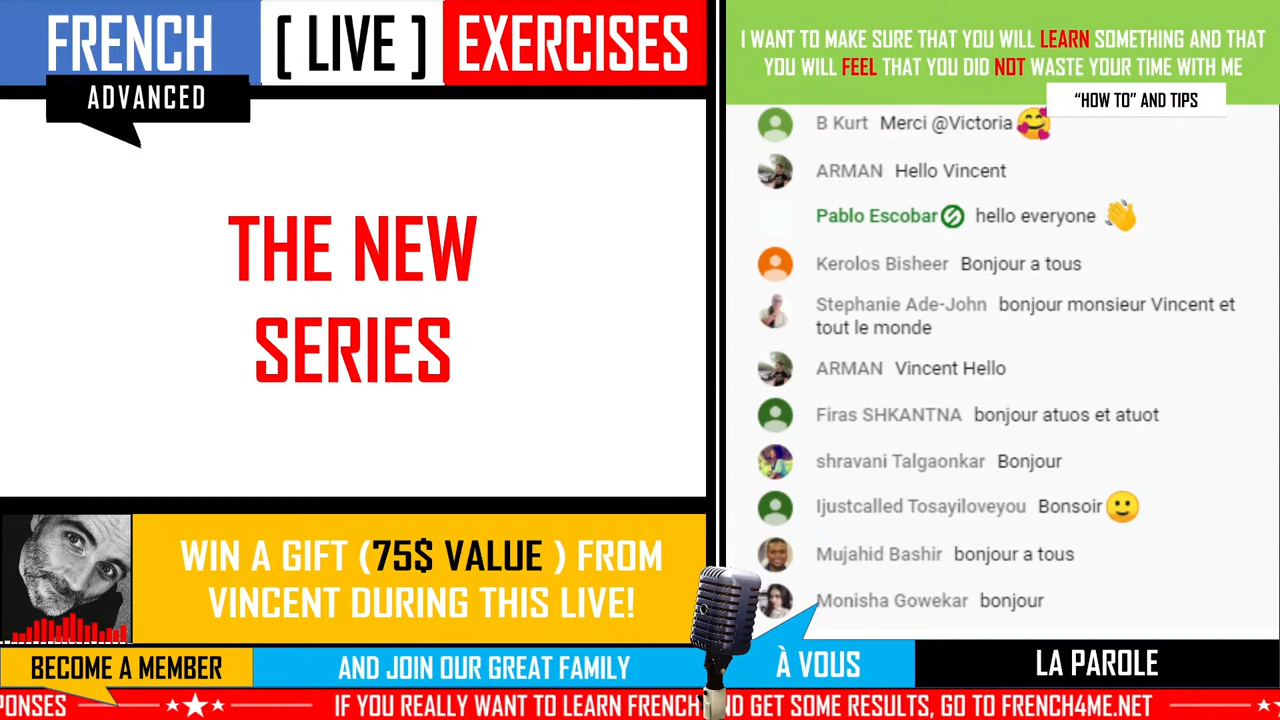 FRENCH [ LIVE ] EXERCISES
ADVANCED
THE NEW
SERIES
WIN A GIFT (75$ VALUE ) FROM
VINCENT DURING THIS LIVE!
I WANT TO MAKE SURE THAT YOU WILL LEARN SOMETHING AND THAT
YOU WILL FEEL THAT YOU DID NOT WASTE YOUR TIME WITH ME
"HOW TO" AND TIPS
B Kurt Merci @Victoria
ARMAN Hello Vincent
Pablo Escobar hello everyone
Kerolos Bisheer Bonjour a tous
Stephanie Ade-John bonjour monsieur Vincent et
tout le monde
ARMAN Vincent Hello
Firas SHKANTNA bonjour atuos et atuot
shravani Talgaonkar Bonjour
Ijustcalled Tosayiloveyou Bonsoir
Mujahid Bashir bonjour a tous
Monisha Gowekar bonjour
BECOME A MEMBER AND JOIN OUR GREAT FAMILY À VOUS LA PAROLE
PONSES IF YOU REALLY WANT TO LEARN FRENCH ND GET SOME RESULTS, GO TO FRENCH4ME.NET